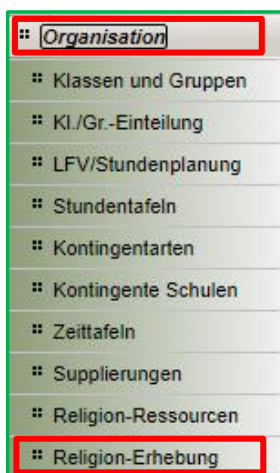 Organisation
Klassen und Gruppen
Kl./Gr.-Einteilung
LFV/Stundenplanung
Stundentafeln
Kontingentarten
Kontingente Schulen
Zeittafeln
Supplierungen
Religion-Ressourcen
Religion-Erhebung